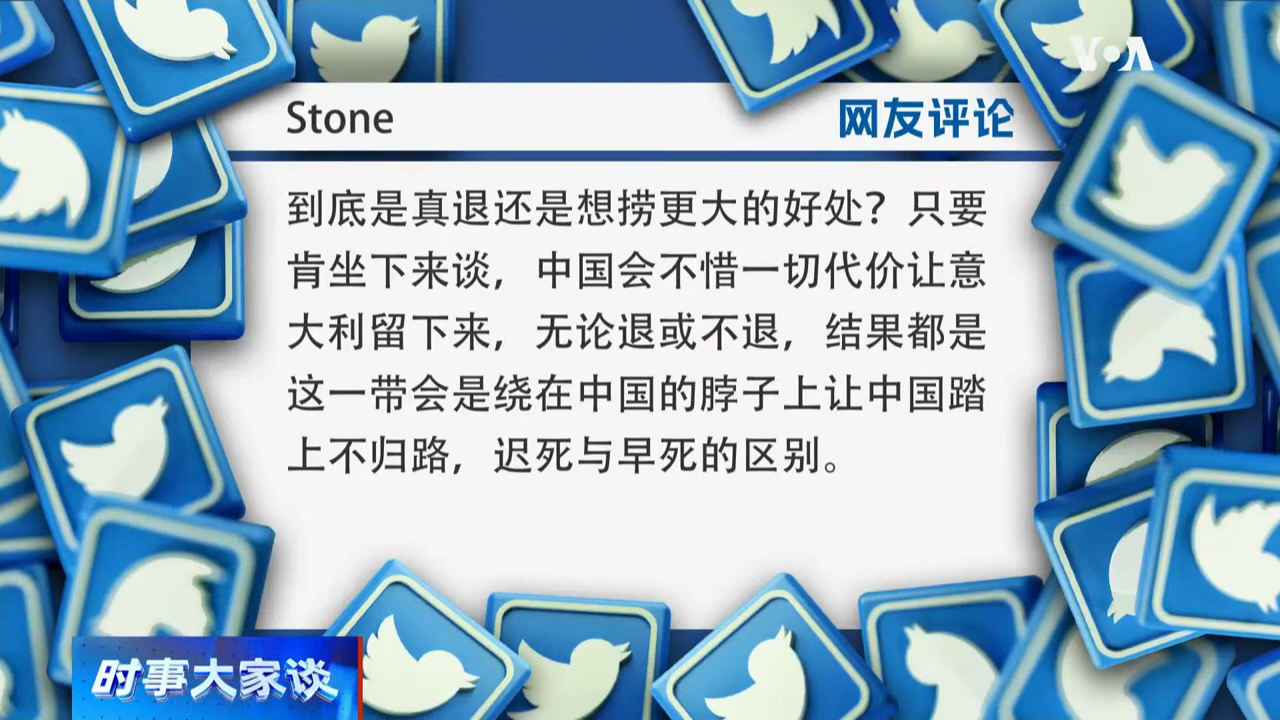 VOA
Stone
网友评论
到底是真退还是想捞更大的好处？只要
肯坐下来谈，中国会不惜一切代价让意
大利留下来，无论退或不退，结果都是
这一带会是绕在中国的脖子上让中国踏
上不归路，迟死与早死的区别。
时事大家谈